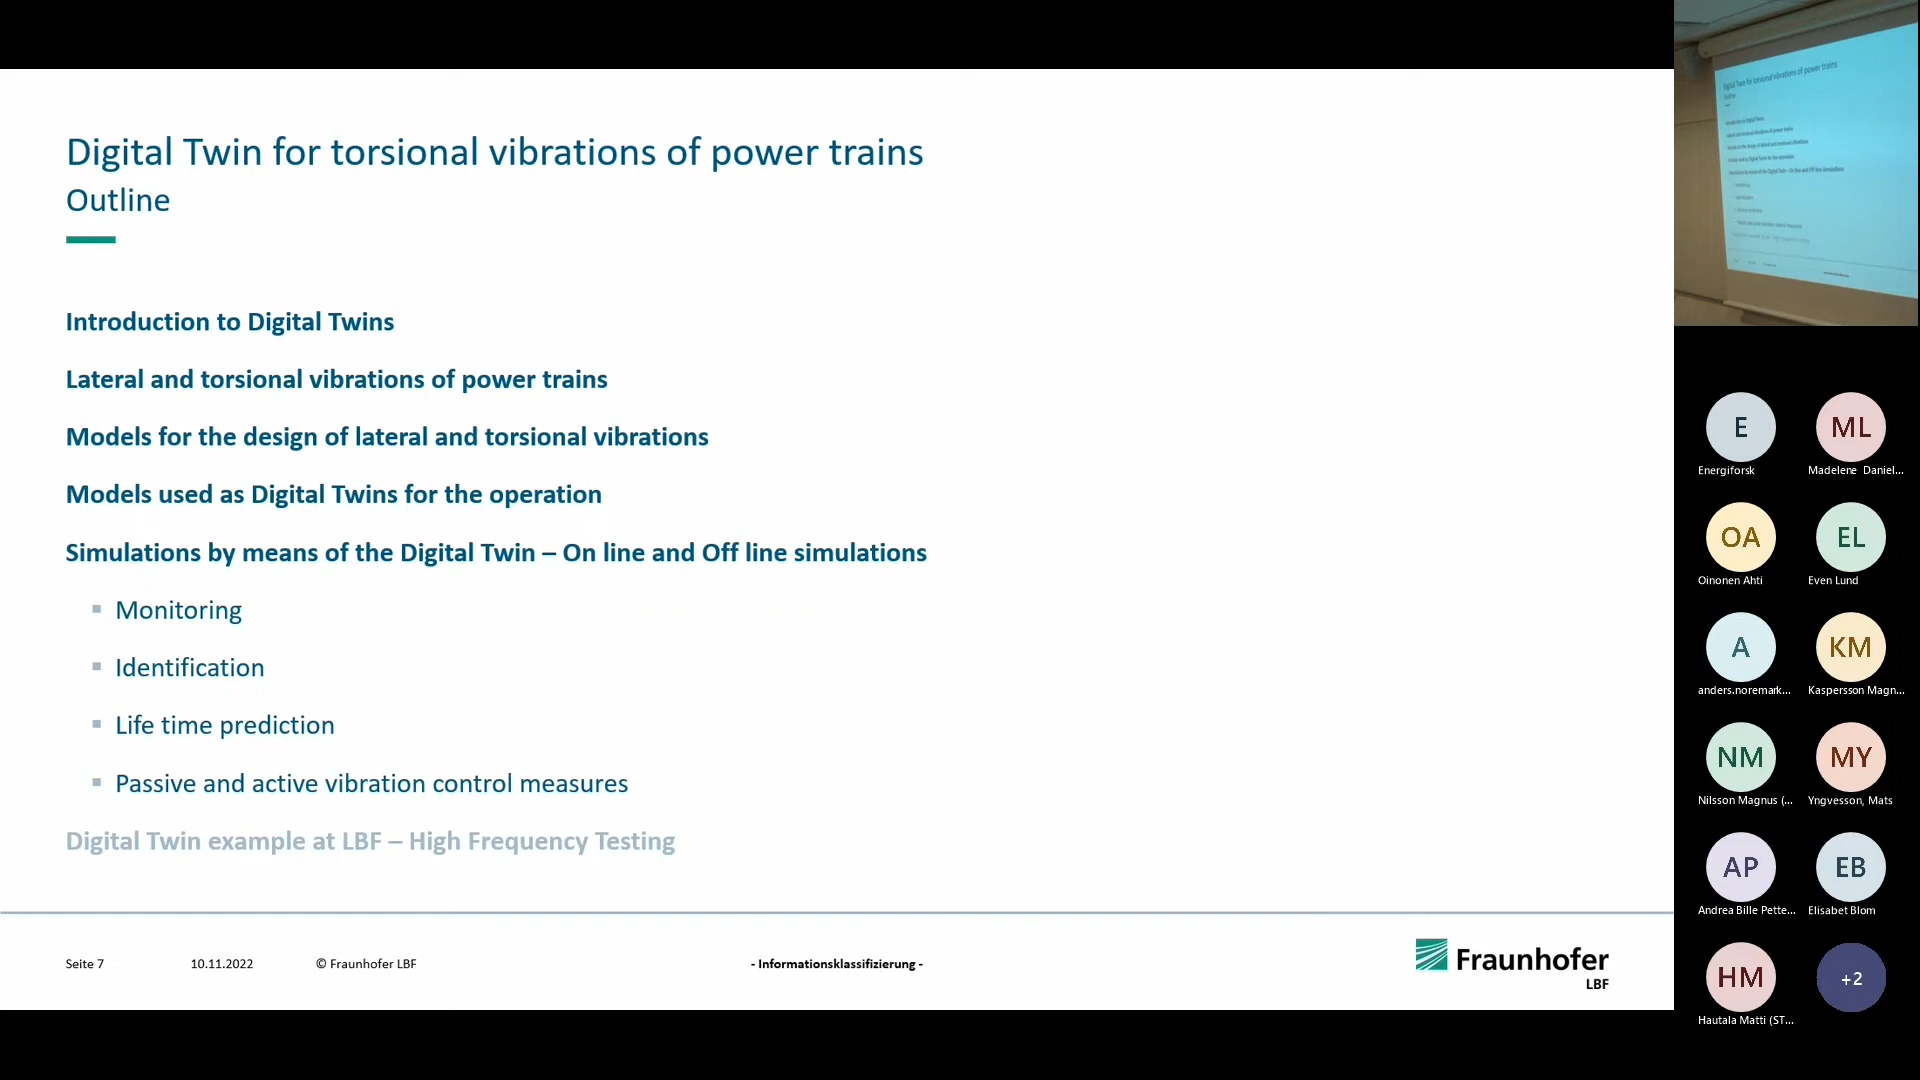 Digital Twin for torsional vibrations of power trains
Outline
Introduction to Digital Twins
Lateral and torsional vibrations of power trains
Models for the design of lateral and torsional vibrations
Models used as Digital Twins for the operation
Simulations by means of the Digital Twin – On line and Off line simulations
Monitoring
Identification
Life time prediction
Passive and active vibration control measures
Digital Twin example at LBF – High Frequency Testing
Seite 7
10.11.2022
© Fraunhofer LBF
- Informationsklassifizierung -
Fraunhofer
LBF
E
Energiforsk
ML
Madelene Daniel...
OA
Oinonen Ahti
EL
Even Lund
A
anders.noremark...
KM
Kaspersson Magn...
NM
Nilsson Magnus (...
MY
Yngvesson, Mats
AP
Andrea Bille Pette...
EB
Elisabet Blom
HM
Hautala Matti (ST...
+2